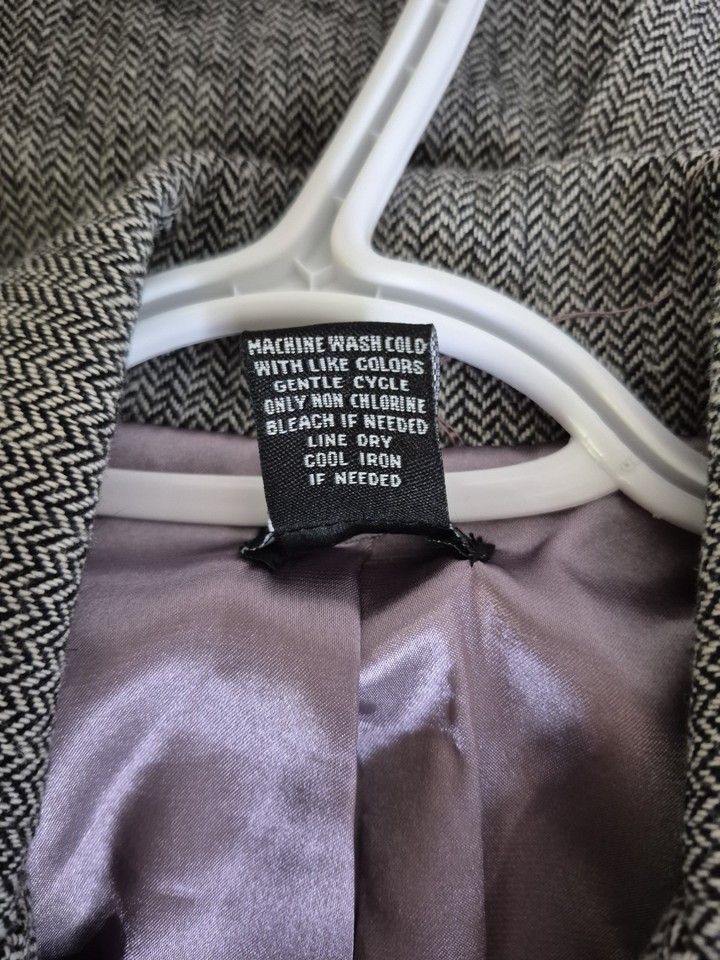 MACHINE WASH COLD
WITH LIKE COLORS
GENTLE CYCLE
ONLY NON CHLORINE
BLEACH IF NEEDED
LINE DRY
COOL IRON
IF NEEDED